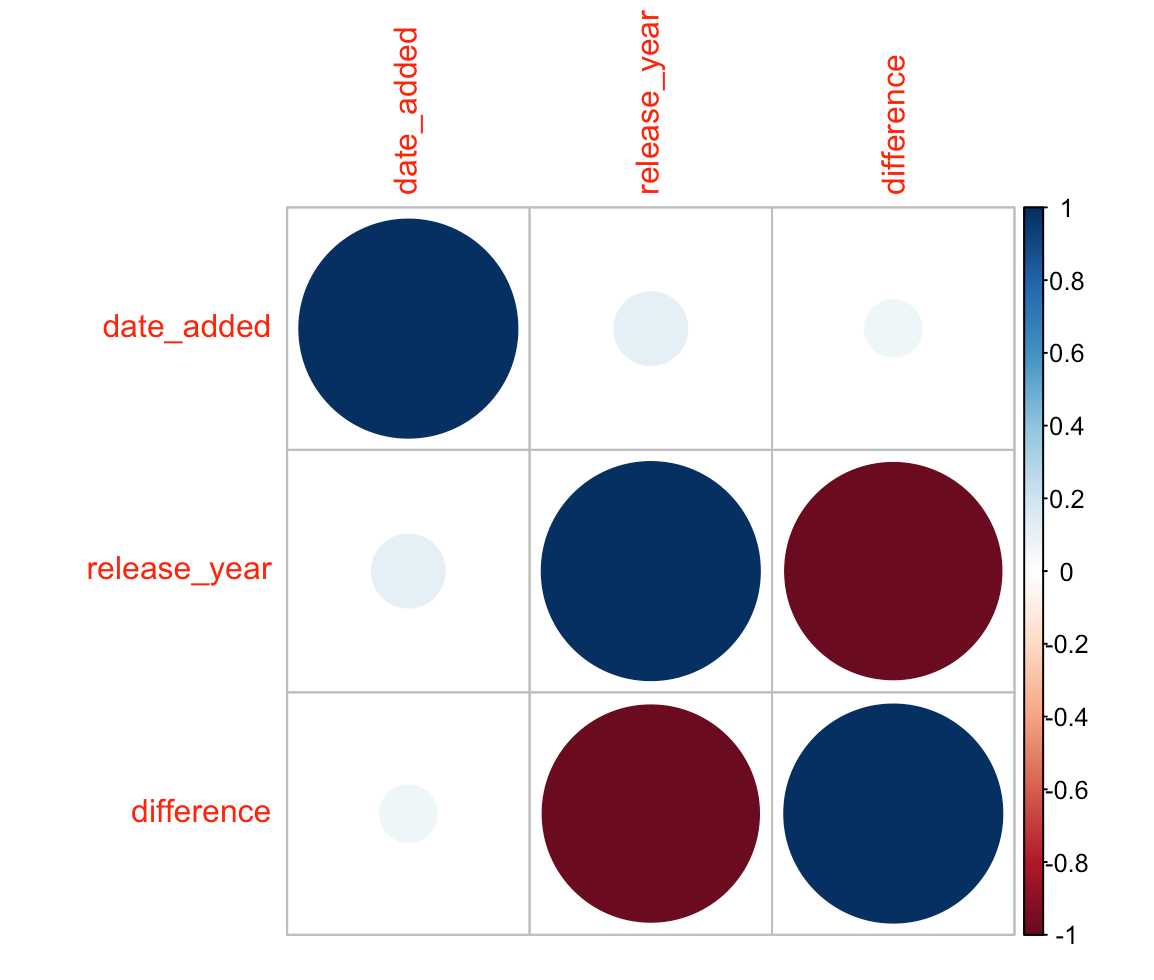 date_added
release_year
difference
date_added
release_year
difference
1
0.8
0.6
0.4
0.2
0
-0.2
-0.4
-0.6
-0.8
-1